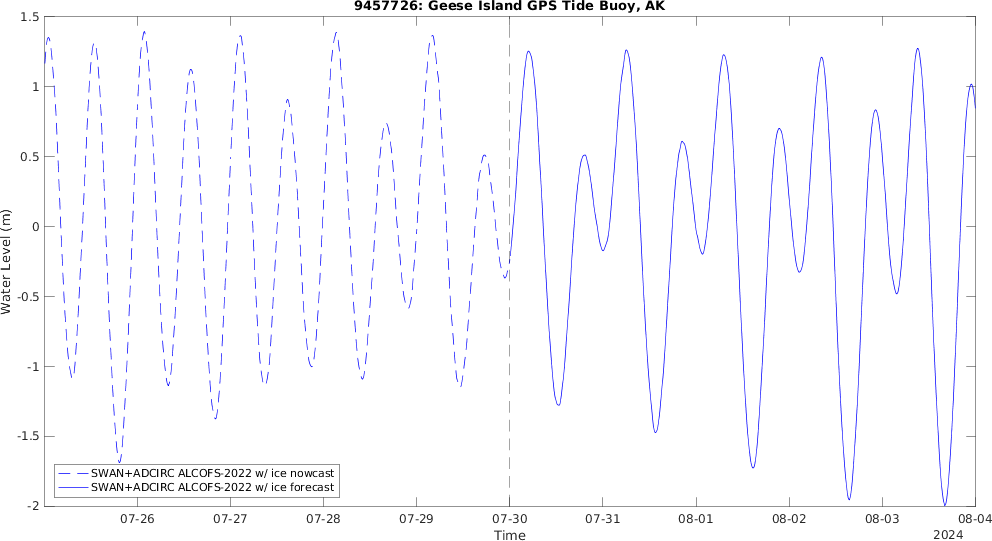 9457726: Geese Island GPS Tide Buoy, AK
1.5
1
0.5
0
-0.5
-1
-1.5
-2
Water Level (m)
SWAN+ADCIRC ALCOFS-2022 w/ ice nowcast
SWAN+ADCIRC ALCOFS-2022 w/ ice forecast
07-26 07-27 07-28 07-29 07-30 07-31 08-01 08-02 08-03 08-04
Time
2024